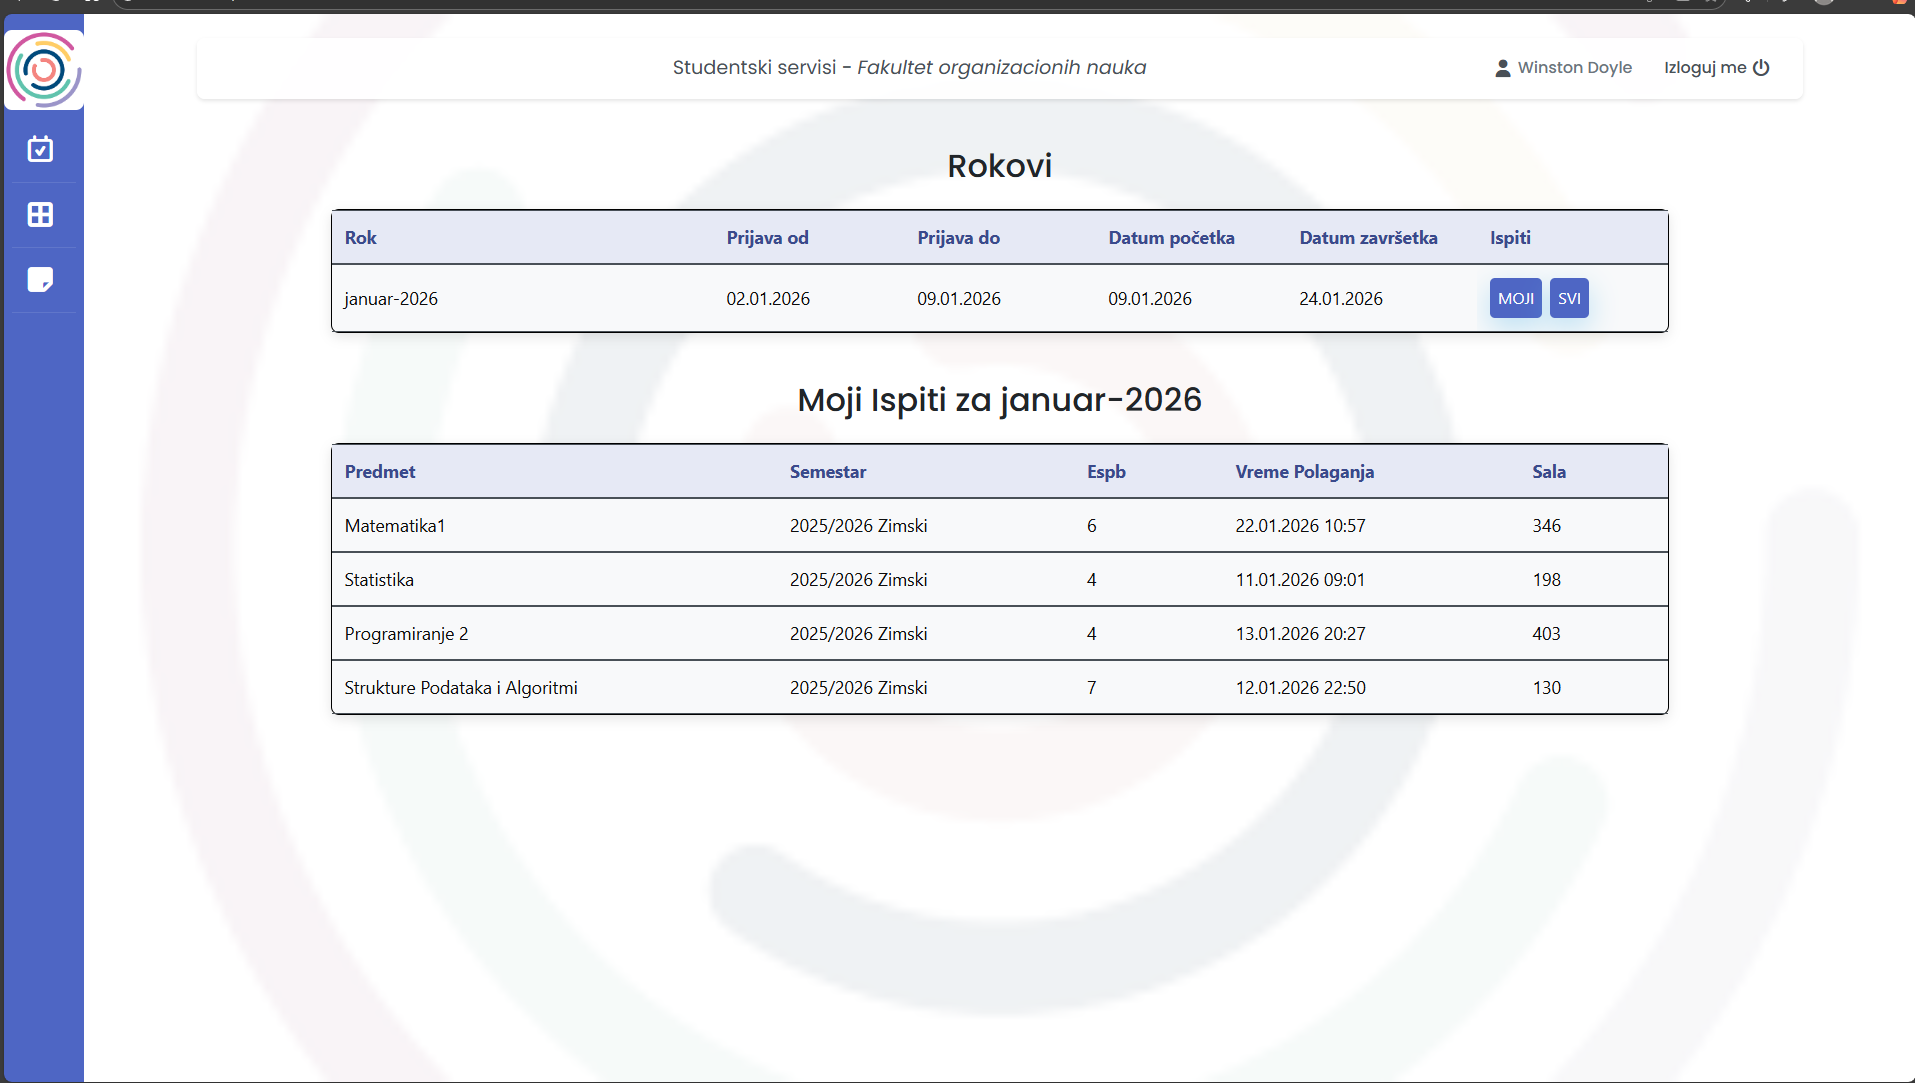 Studentski servisi - Fakultet organizacionih nauka Winston Doyle Izloguj me
Rokovi
Rok Prijava od Prijava do Datum početka Datum završetka Ispiti
januar-2026 02.01.2026 09.01.2026 09.01.2026 24.01.2026 MOJI SVI
Moji Ispiti za januar-2026
Predmet Semestar Espb Vreme Polaganja Sala
Matematika1 2025/2026 Zimski 6 22.01.2026 10:57 346
Statistika 2025/2026 Zimski 4 11.01.2026 09:01 198
Programiranje 2 2025/2026 Zimski 4 13.01.2026 20:27 403
Strukture Podataka i Algoritmi 2025/2026 Zimski 7 12.01.2026 22:50 130